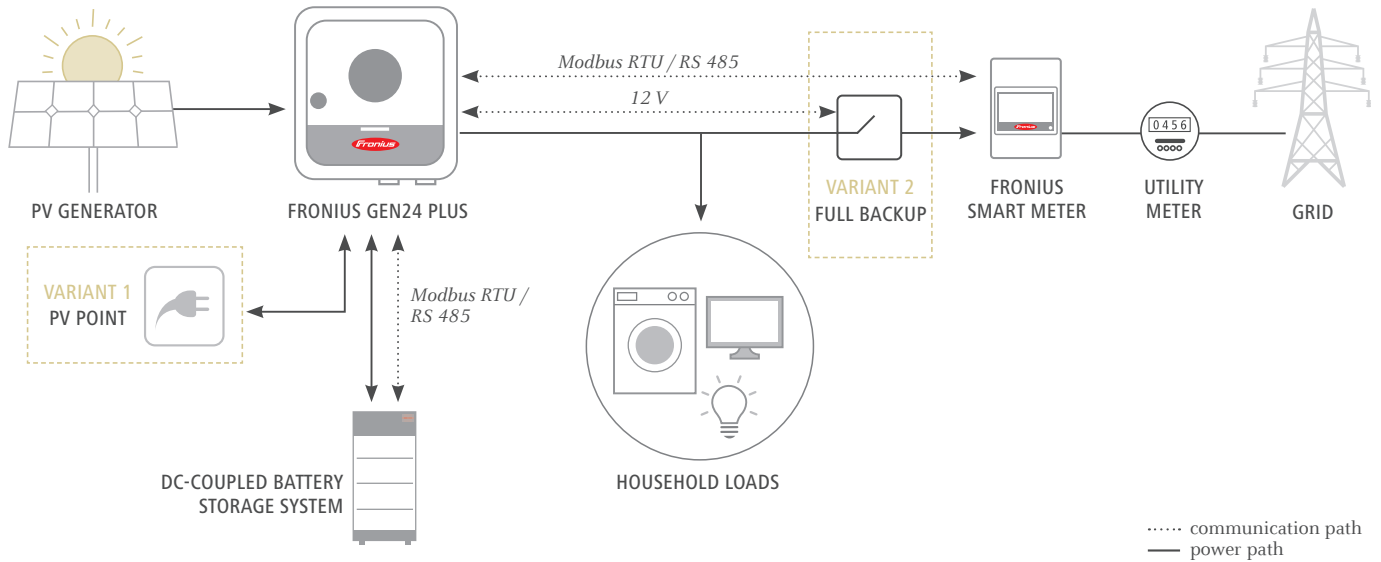 Modbus RTU / RS 485
12 V
Fronius
Fronius
0456
PV GENERATOR
FRONIUS GEN24 PLUS
VARIANT 2
FULL BACKUP
FRONIUS
SMART METER
UTILITY
METER
GRID
VARIANT 1
PV POINT
Modbus RTU /
RS 485
DC-COUPLED BATTERY
STORAGE SYSTEM
HOUSEHOLD LOADS
communication path
power path